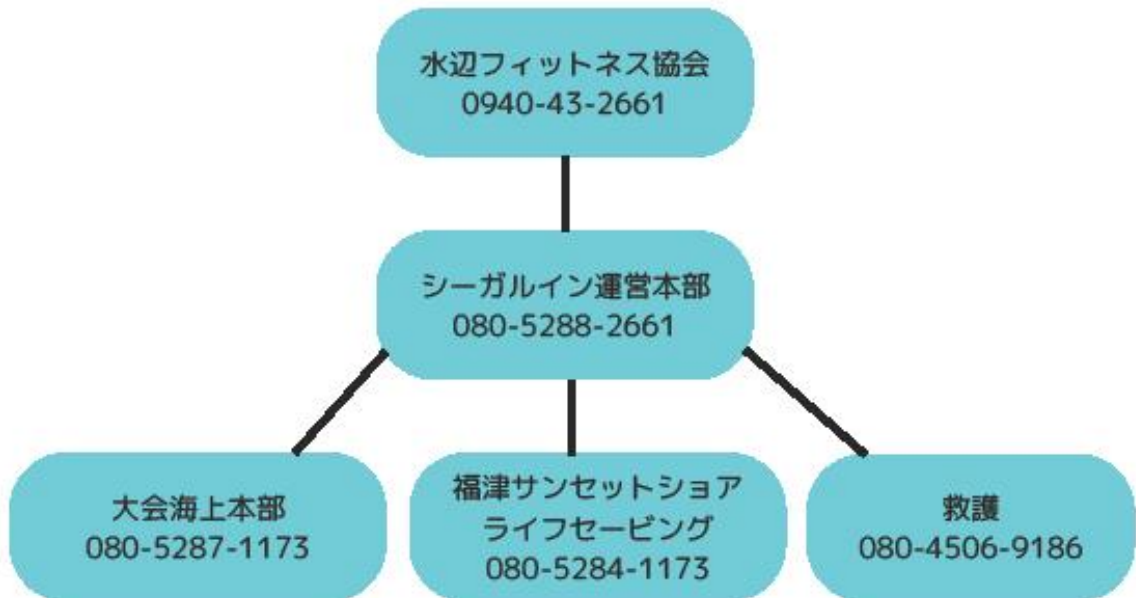 水辺フィットネス協会
0940-43-2661
シーガルイン運営本部
080-5288-2661
大会海上本部
080-5287-1173
福津サンセットショア
ライフセービング
080-5284-1173
救護
080-4506-9186